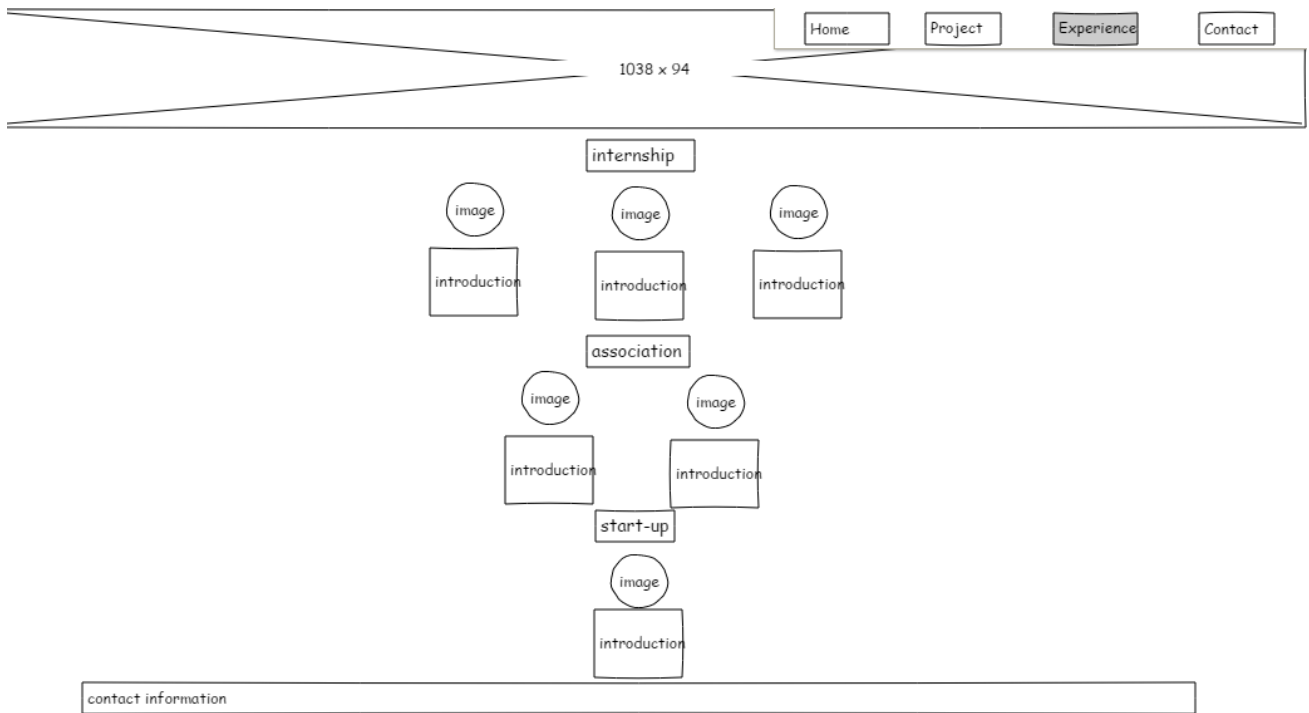 Home Project Experience Contact
1038 x 94
internship
image image image
introduction introduction introduction
association
image image
introduction introduction
start-up
image
introduction
contact information